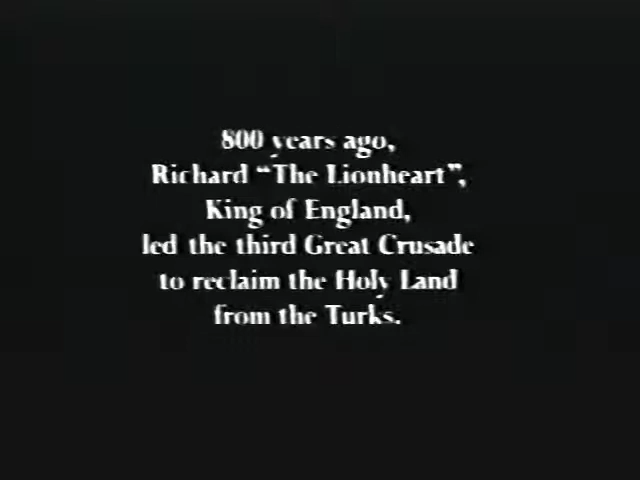 800 years ago,
Richard “The Lionheart”,
King of England,
led the third Great Crusade
to reclaim the Holy Land
from the Turks.